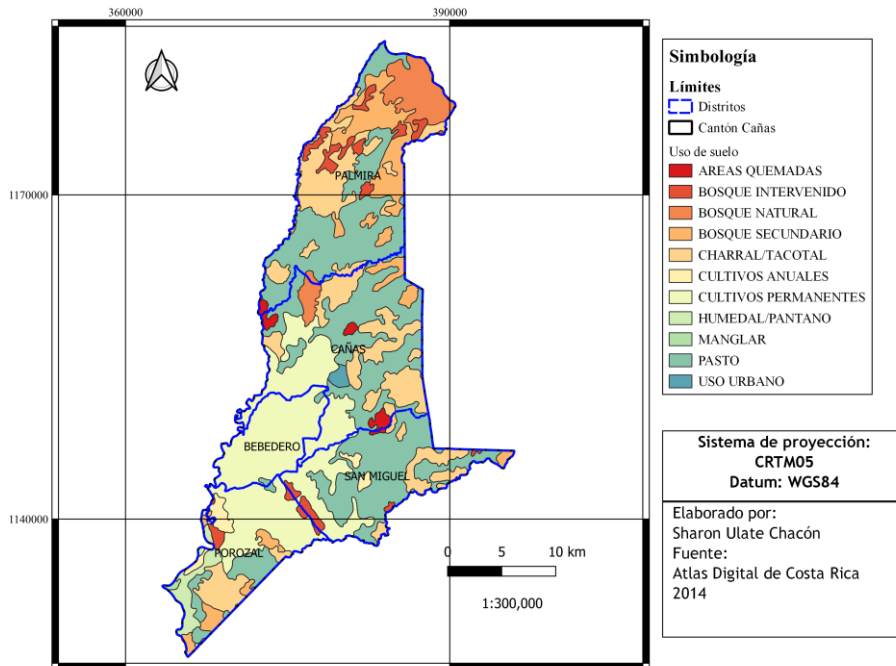 360000
390000
1170000
1140000
PALMIRA
CAÑAS
BEBEDERO
SAN MIGUEL
POROZAL
0 5 10 km
1:300,000
Simbología
Límites
Distritos
Cantón Cañas
Uso de suelo
AREAS QUEMADAS
BOSQUE INTERVENIDO
BOSQUE NATURAL
BOSQUE SECUNDARIO
CHARRAL/TACOTAL
CULTIVOS ANUALES
CULTIVOS PERMANENTES
HUMEDAL/PANTANO
MANGLAR
PASTO
USO URBANO
Sistema de proyección:
CRTM05
Datum: WGS84
Elaborado por:
Sharon Ulate Chacón
Fuente:
Atlas Digital de Costa Rica
2014